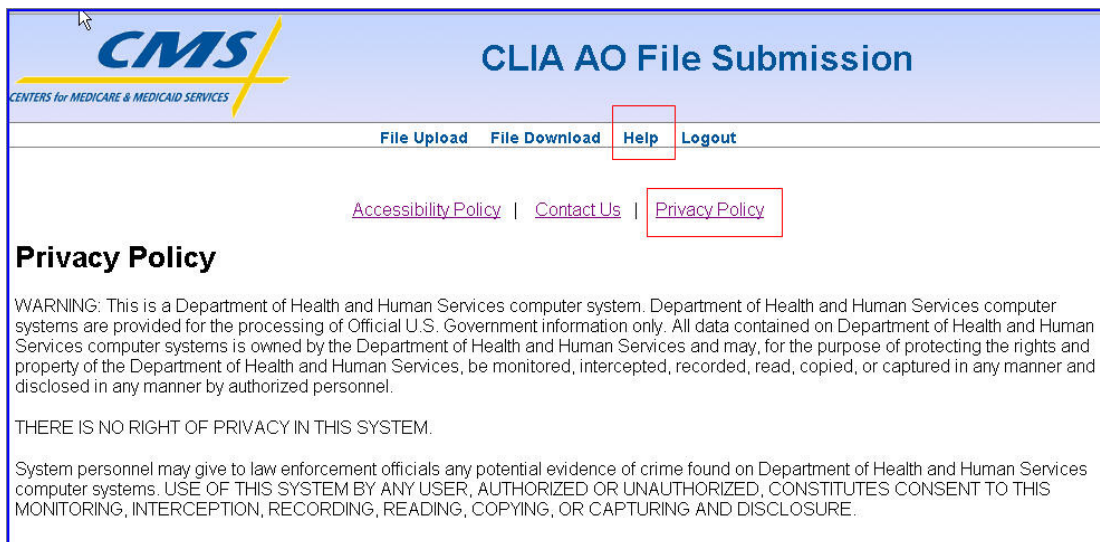 CMS
CENTERS for MEDICARE & MEDICAID SERVICES
CLIA AO File Submission
File Upload File Download Help Logout
Accessibility Policy | Contact Us | Privacy Policy
Privacy Policy
WARNING: This is a Department of Health and Human Services computer system. Department of Health and Human Services computer
systems are provided for the processing of Official U.S. Government information only. All data contained on Department of Health and Human
Services computer systems is owned by the Department of Health and Human Services and may, for the purpose of protecting the rights and
property of the Department of Health and Human Services, be monitored, intercepted, recorded, read, copied, or captured in any manner and
disclosed in any manner by authorized personnel.
THERE IS NO RIGHT OF PRIVACY IN THIS SYSTEM.
System personnel may give to law enforcement officials any potential evidence of crime found on Department of Health and Human Services
computer systems. USE OF THIS SYSTEM BY ANY USER, AUTHORIZED OR UNAUTHORIZED, CONSTITUTES CONSENT TO THIS
MONITORING, INTERCEPTION, RECORDING, READING, COPYING, OR CAPTURING AND DISCLOSURE.